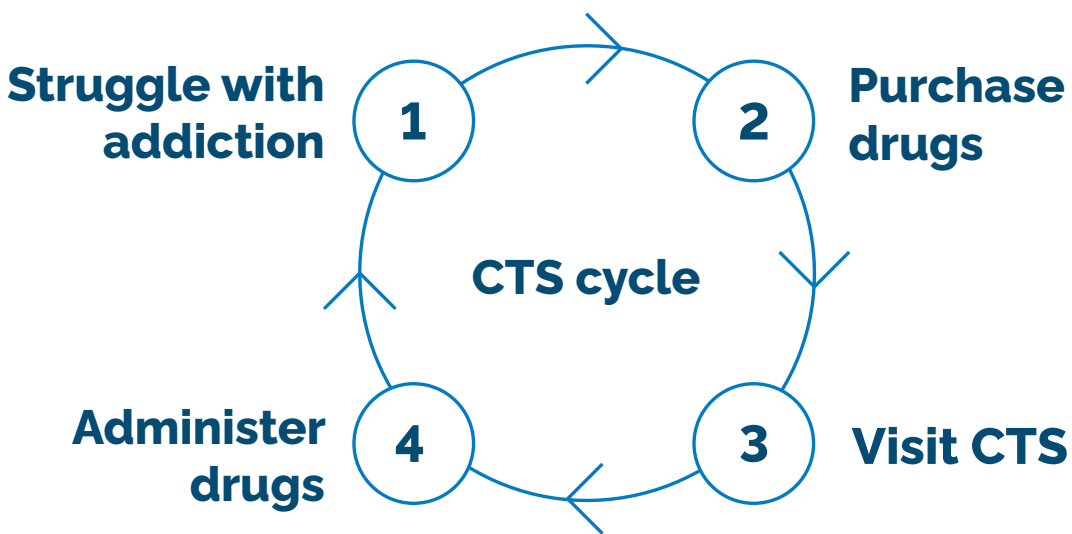 Struggle with
addiction
1
2
Purchase
drugs
CTS cycle
Administer
drugs
4
3
Visit CTS